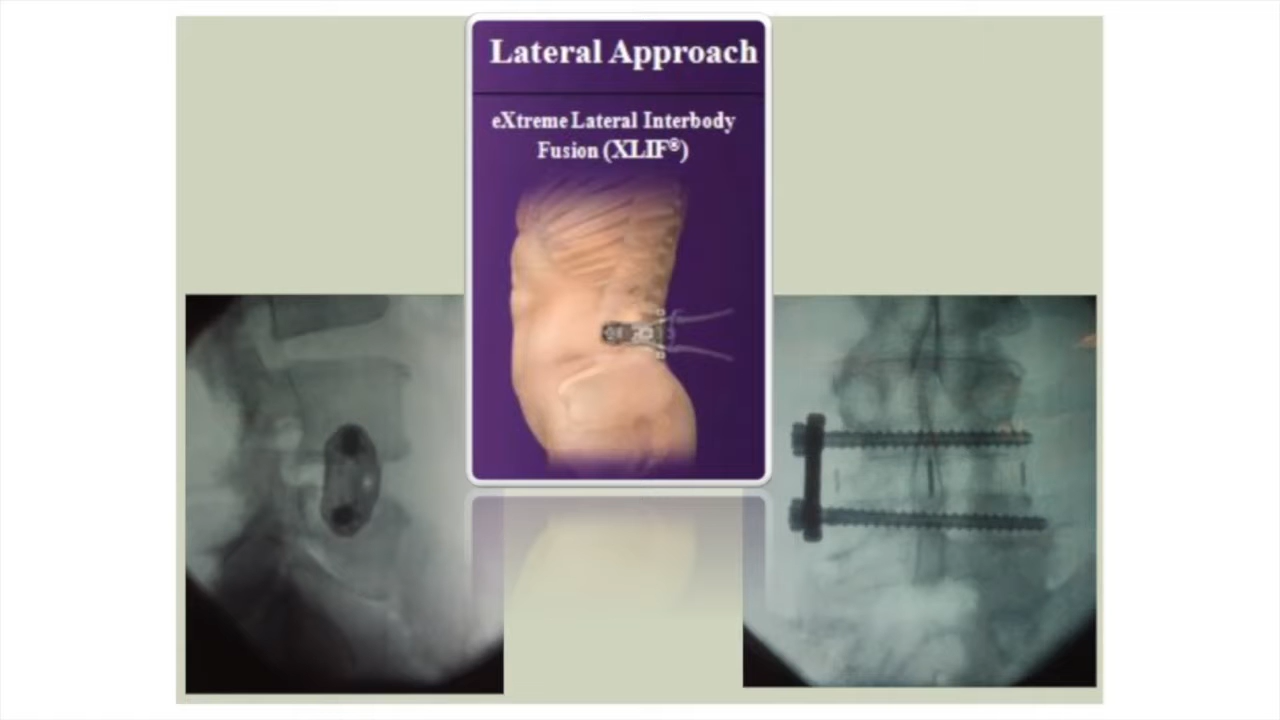 Lateral Approach
eXtreme Lateral Interbody
Fusion (XLIF®)